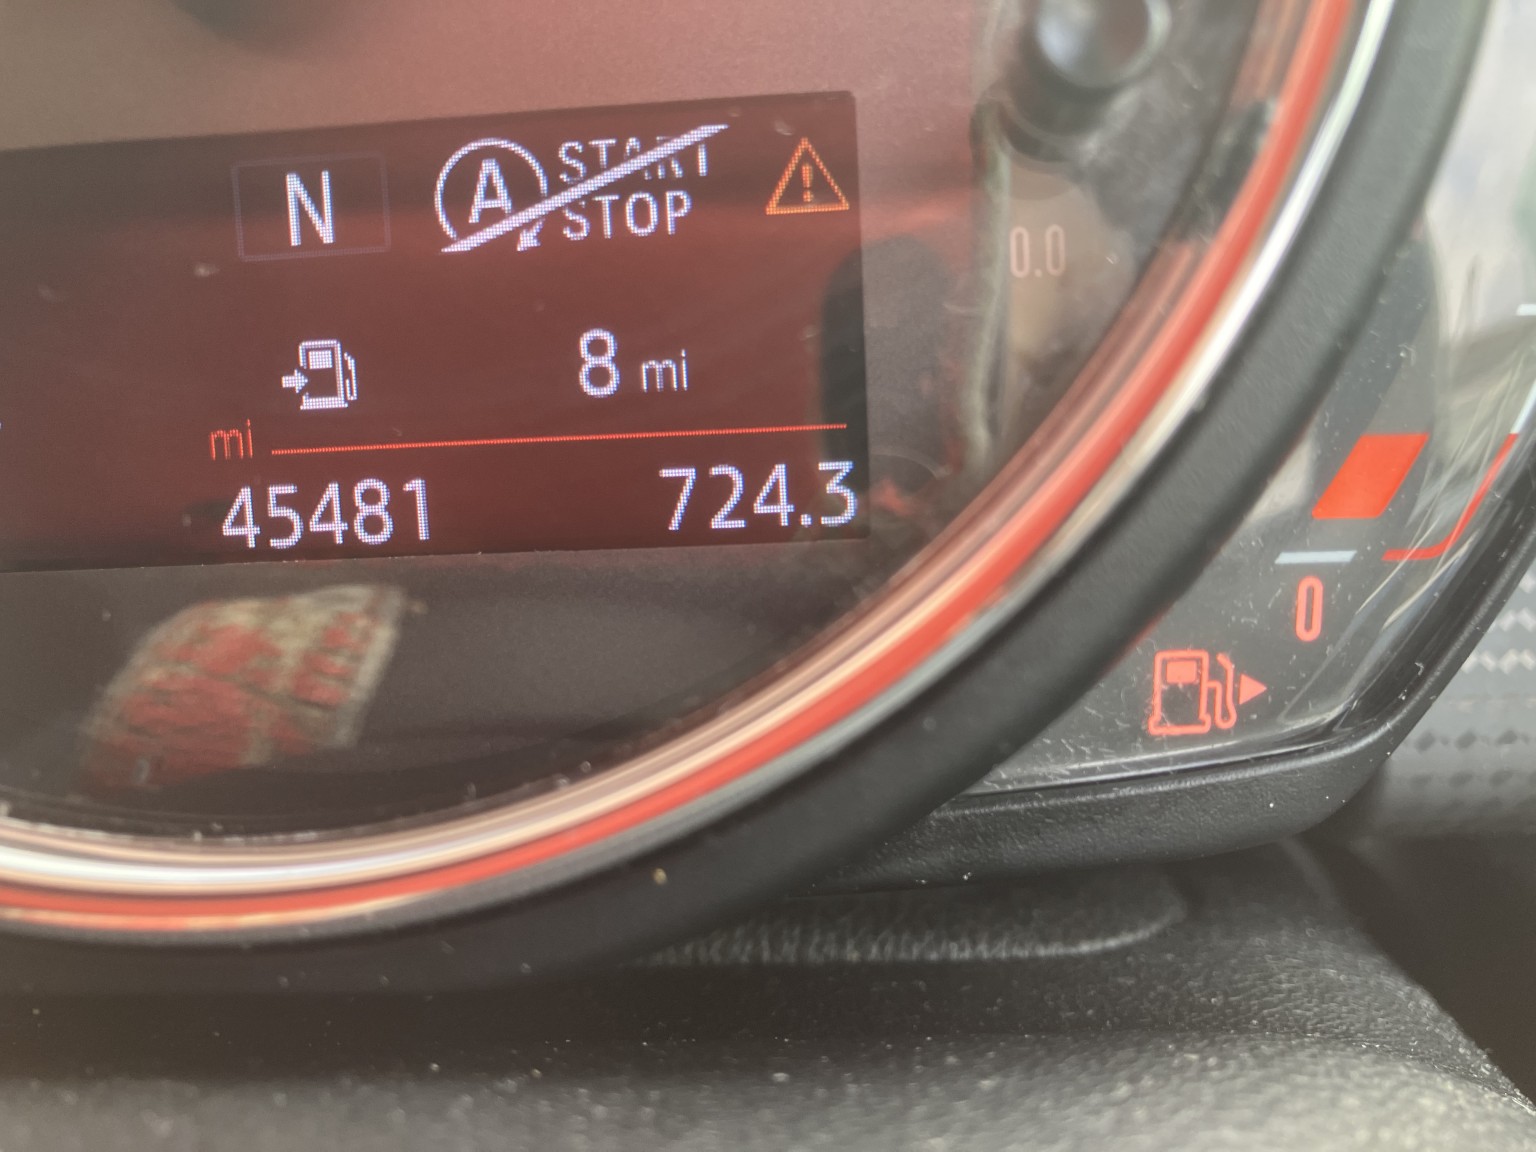 N A START
STOP
0.0
8 mi
mi
45481 724.3
0